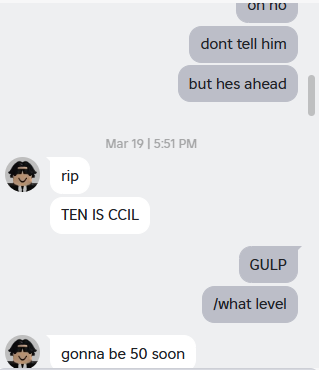 oh no
dont tell him
but hes ahead
Mar 19 | 5:51 PM
rip
TEN IS CCIL
GULP
/what level
gonna be 50 soon